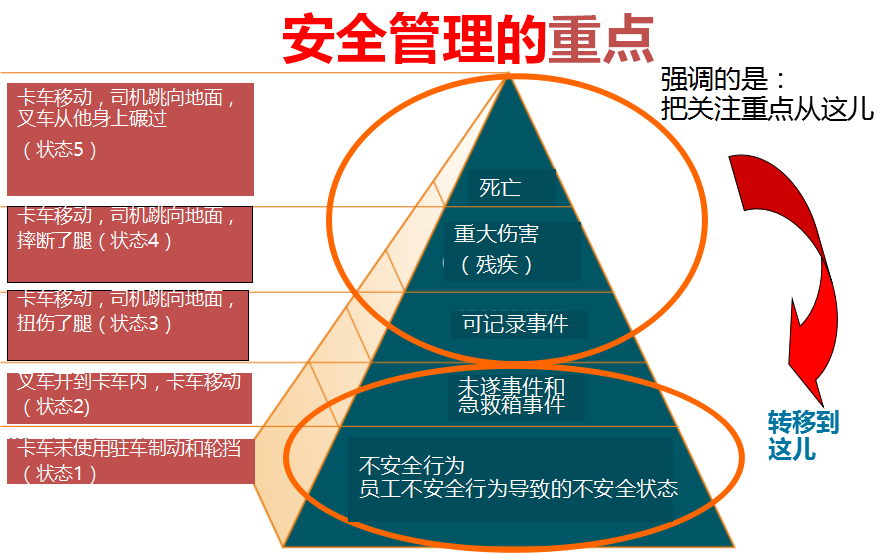 安全管理的重点
强调的是：
把关注重点从这儿
卡车移动，司机跳向地面，
叉车从他身上碾过
（状态5）
死亡
卡车移动，司机跳向地面，
摔断了腿（状态4）
重大伤害
（残疾）
卡车移动，司机跳向地面，
扭伤了腿（状态3）
可记录事件
叉车开到卡车内，卡车移动
（状态2)
未遂事件和
急救箱事件
转移到
这儿
卡车未使用驻车制动和轮挡
（状态1）
不安全行为
员工不安全行为导致的不安全状态